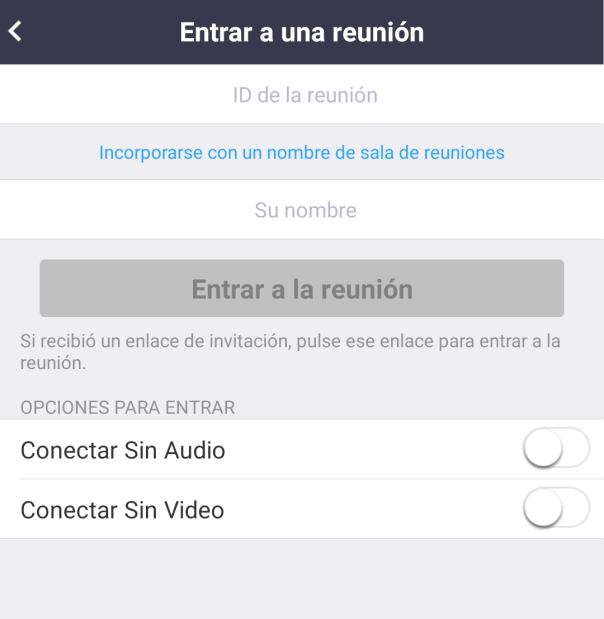 Entrar a una reunión
ID de la reunión
Incorporarse con un nombre de sala de reuniones
Su nombre
Entrar a la reunión
Si recibió un enlace de invitación, pulse ese enlace para entrar a la
reunión.
OPCIONES PARA ENTRAR
Conectar Sin Audio
Conectar Sin Video